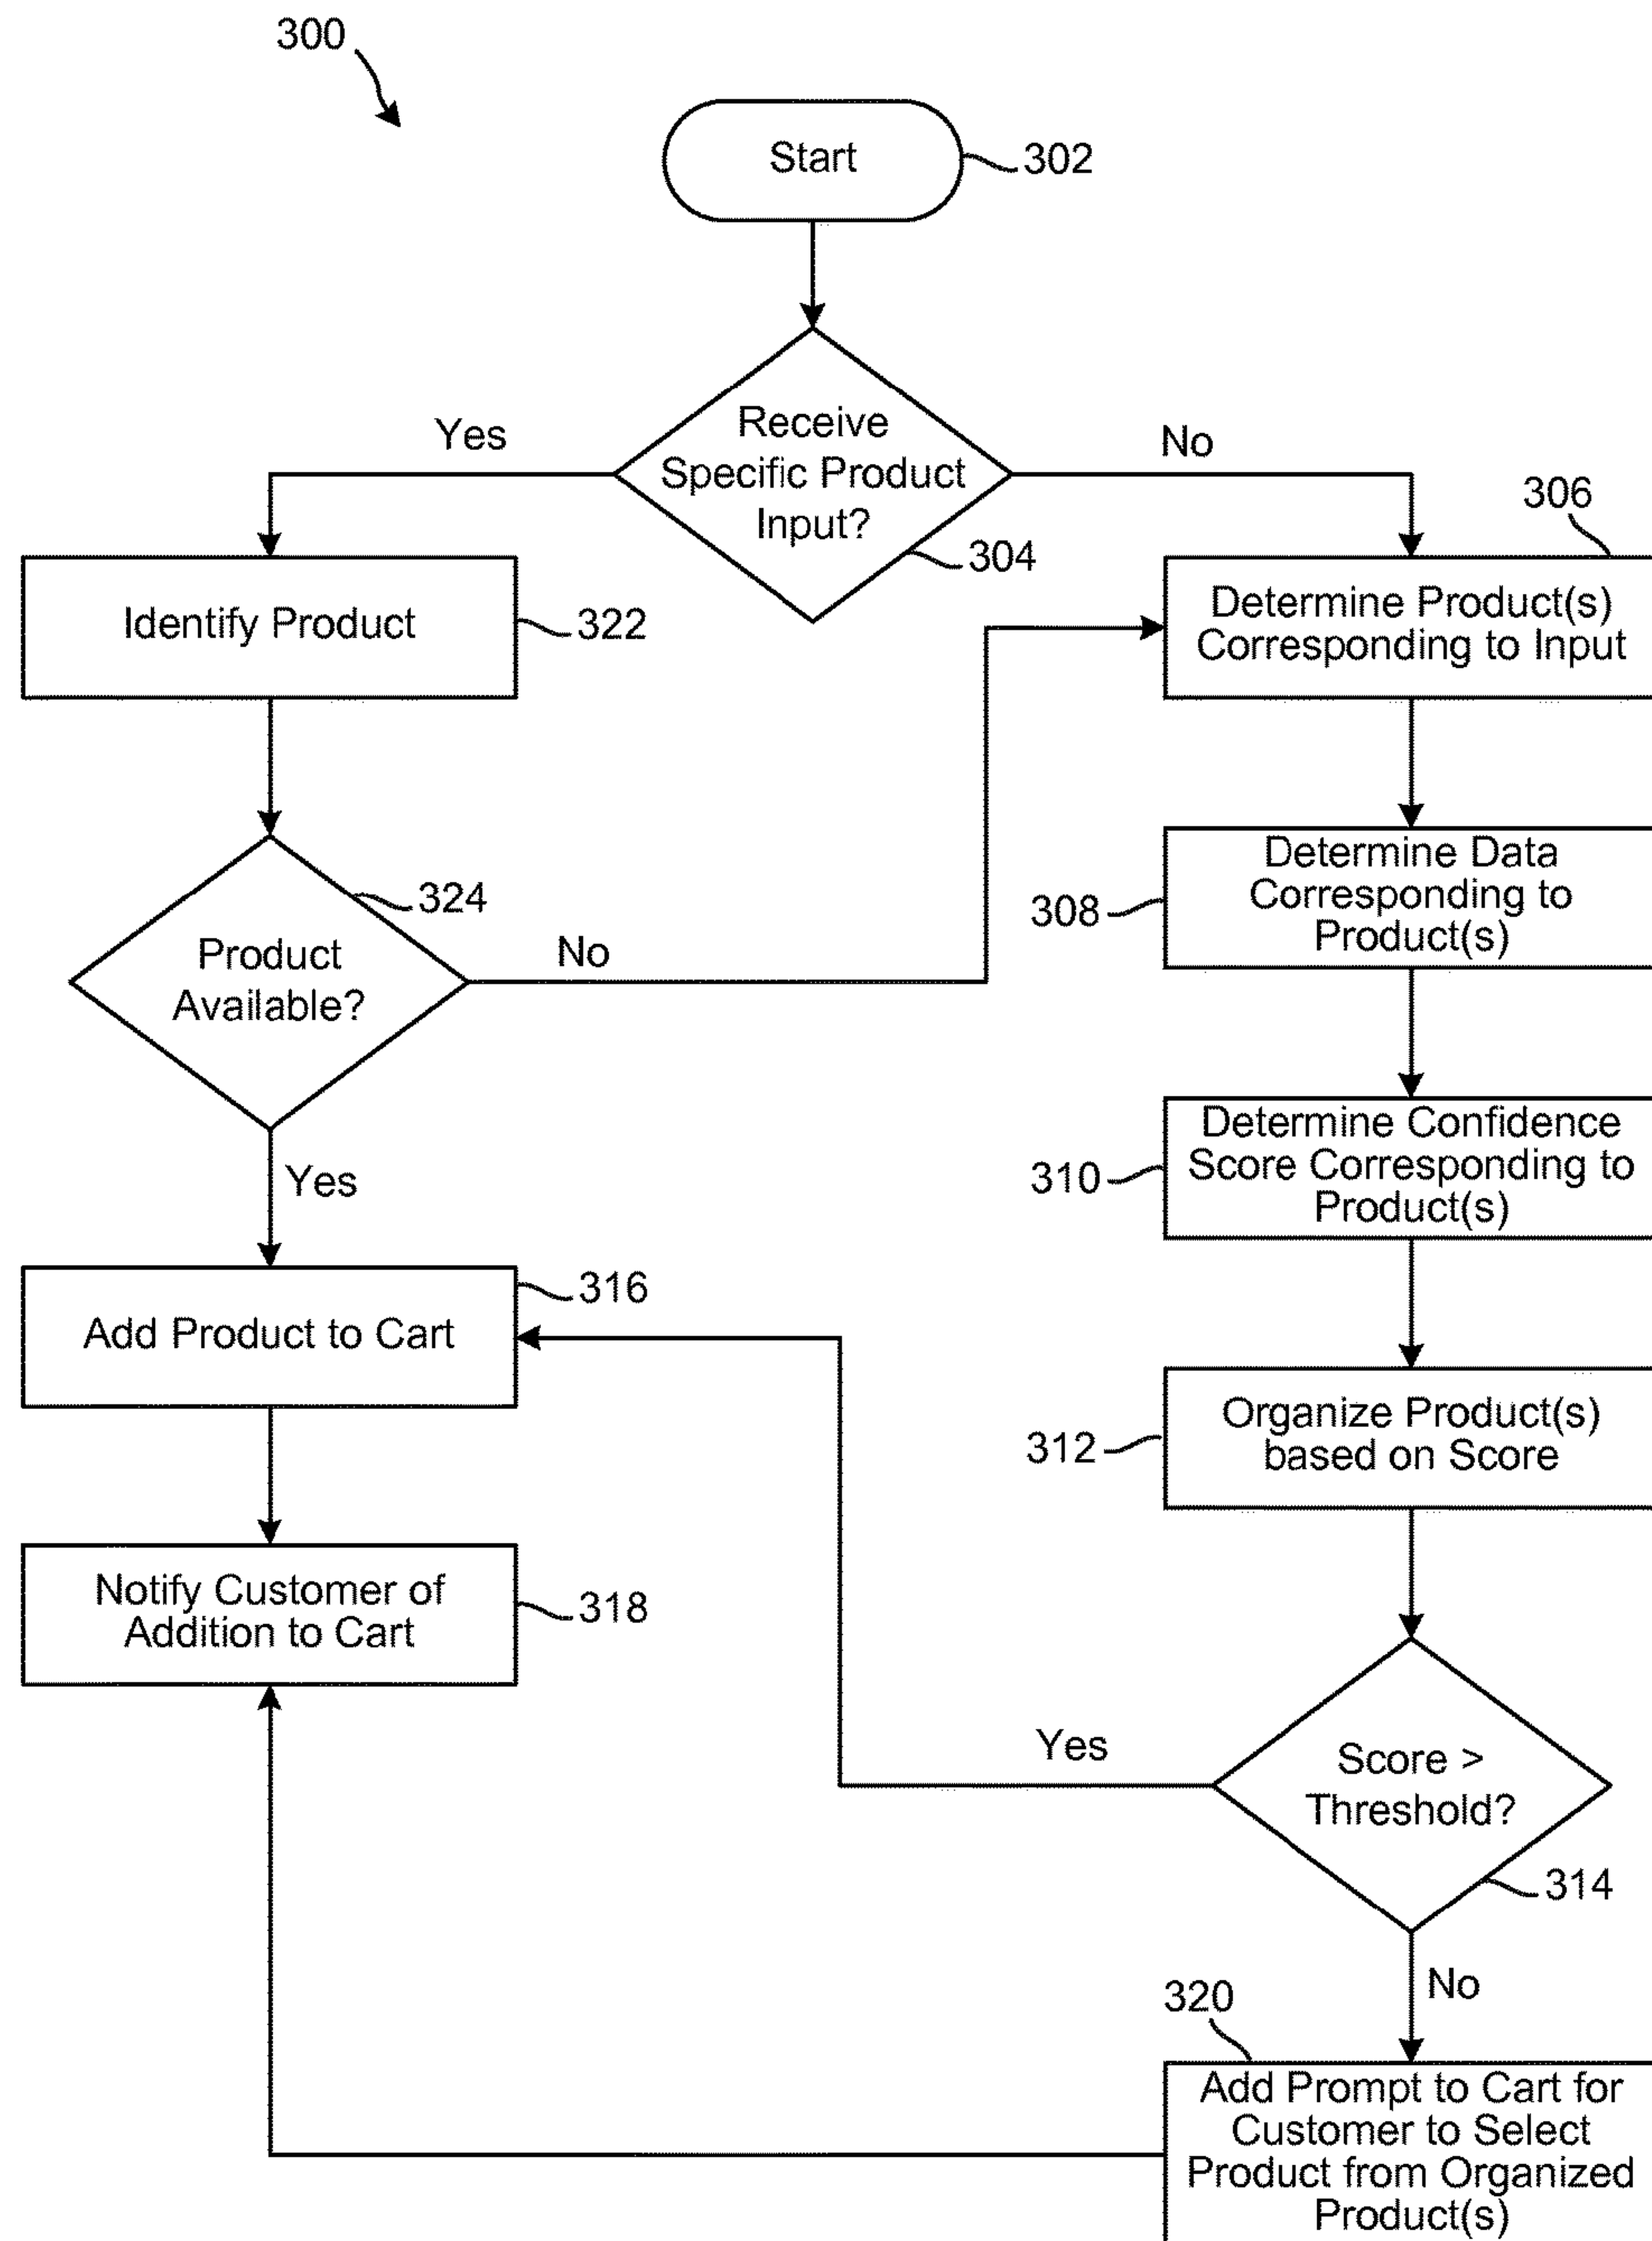 300
Start
302
Receive
Specific Product
Input?
304
Yes
No
306
Identify Product
322
Determine Product(s)
Corresponding to Input
324
Product
Available?
No
Yes
308
Determine Data
Corresponding to
Product(s)
310
Determine Confidence
Score Corresponding to
Product(s)
316
Add Product to Cart
312
Organize Product(s)
based on Score
Notify Customer of
Addition to Cart
318
Yes
Score >
Threshold?
314
No
320
Add Prompt to Cart for
Customer to Select
Product from Organized
Product(s)